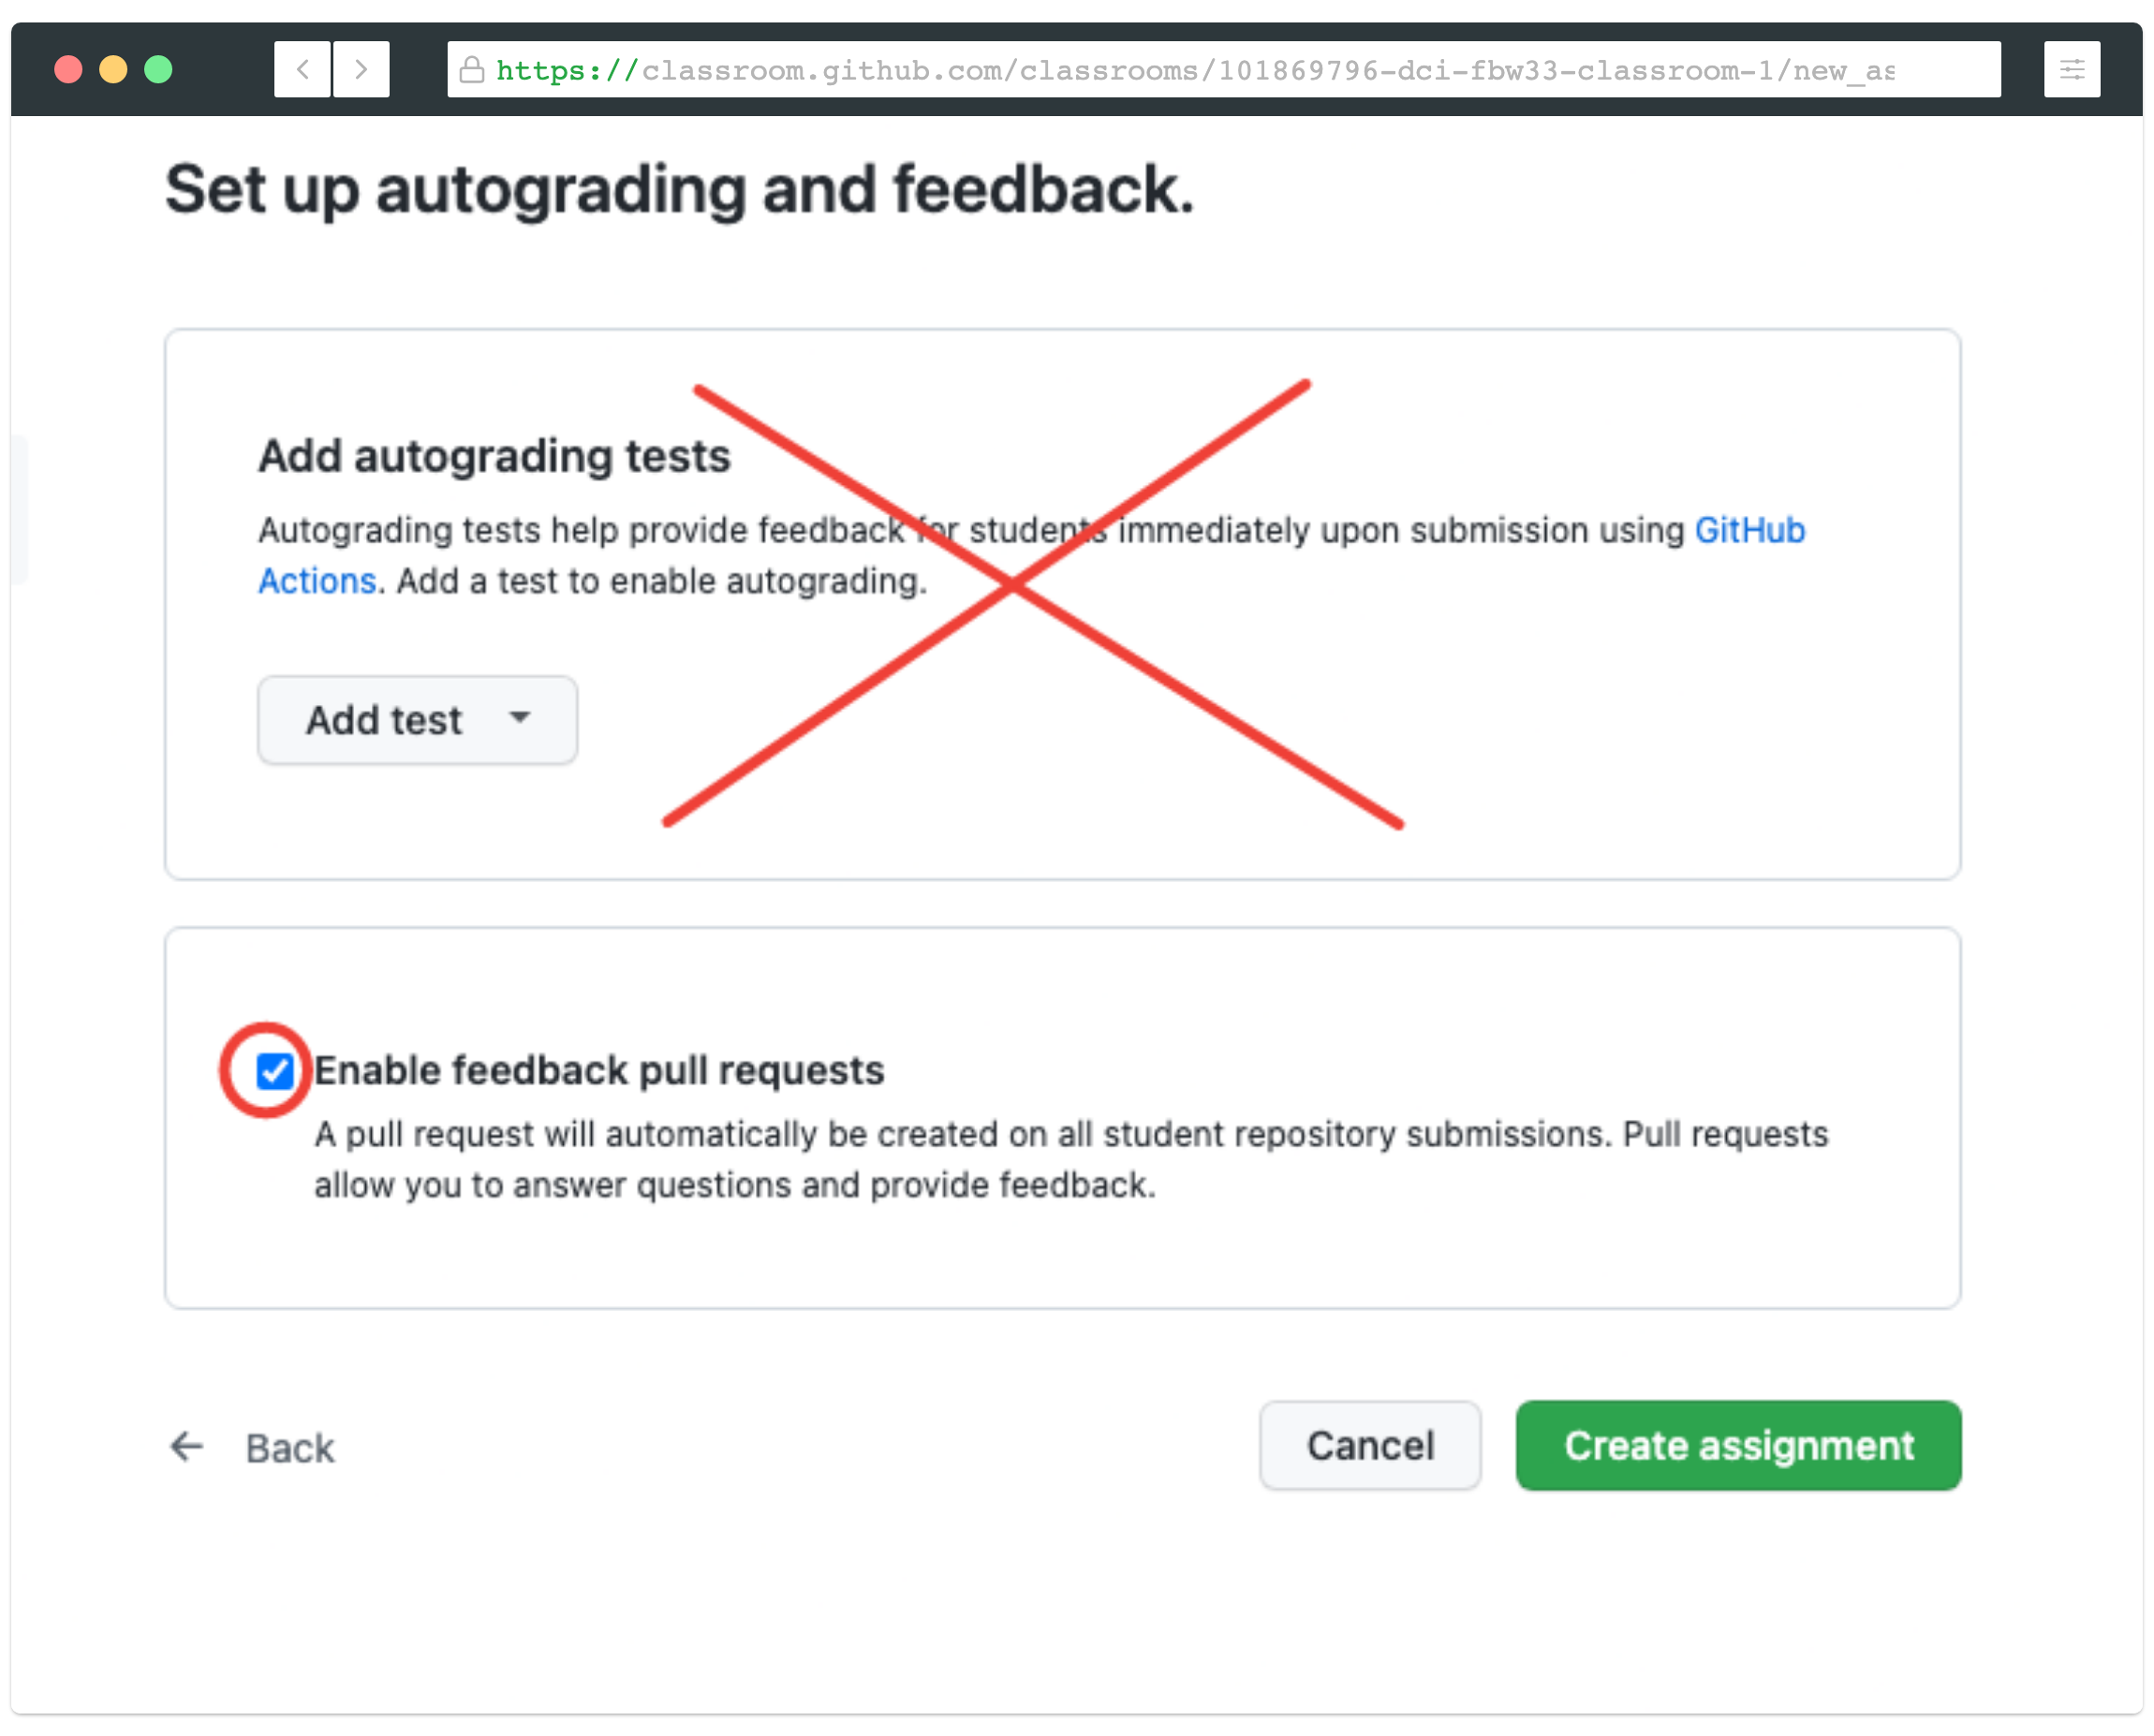 https://classroom.github.com/classrooms/101869796-dci-fbw33-classroom-1/new_as
Set up autograding and feedback.
Add autograding tests
Autograding tests help provide feedback for students immediately upon submission using GitHub
Actions. Add a test to enable autograding.
Add test
Enable feedback pull requests
A pull request will automatically be created on all student repository submissions. Pull requests
allow you to answer questions and provide feedback.
Back
Cancel
Create assignment